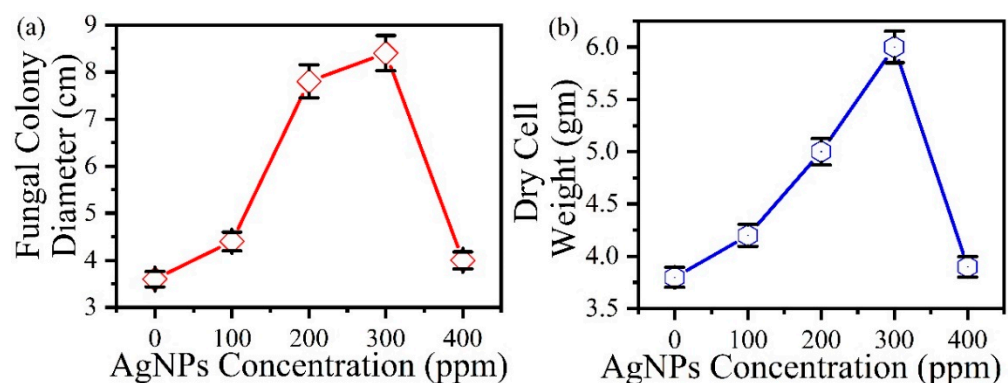 (a)
Fungal Colony
Diameter (cm)
9
8
7
6
5
4
3
0 100 200 300 400
AgNPs Concentration (ppm)
(b)
Dry Cell
Weight (gm)
6.0
5.5
5.0
4.5
4.0
3.5
0 100 200 300 400
AgNPs Concentration (ppm)